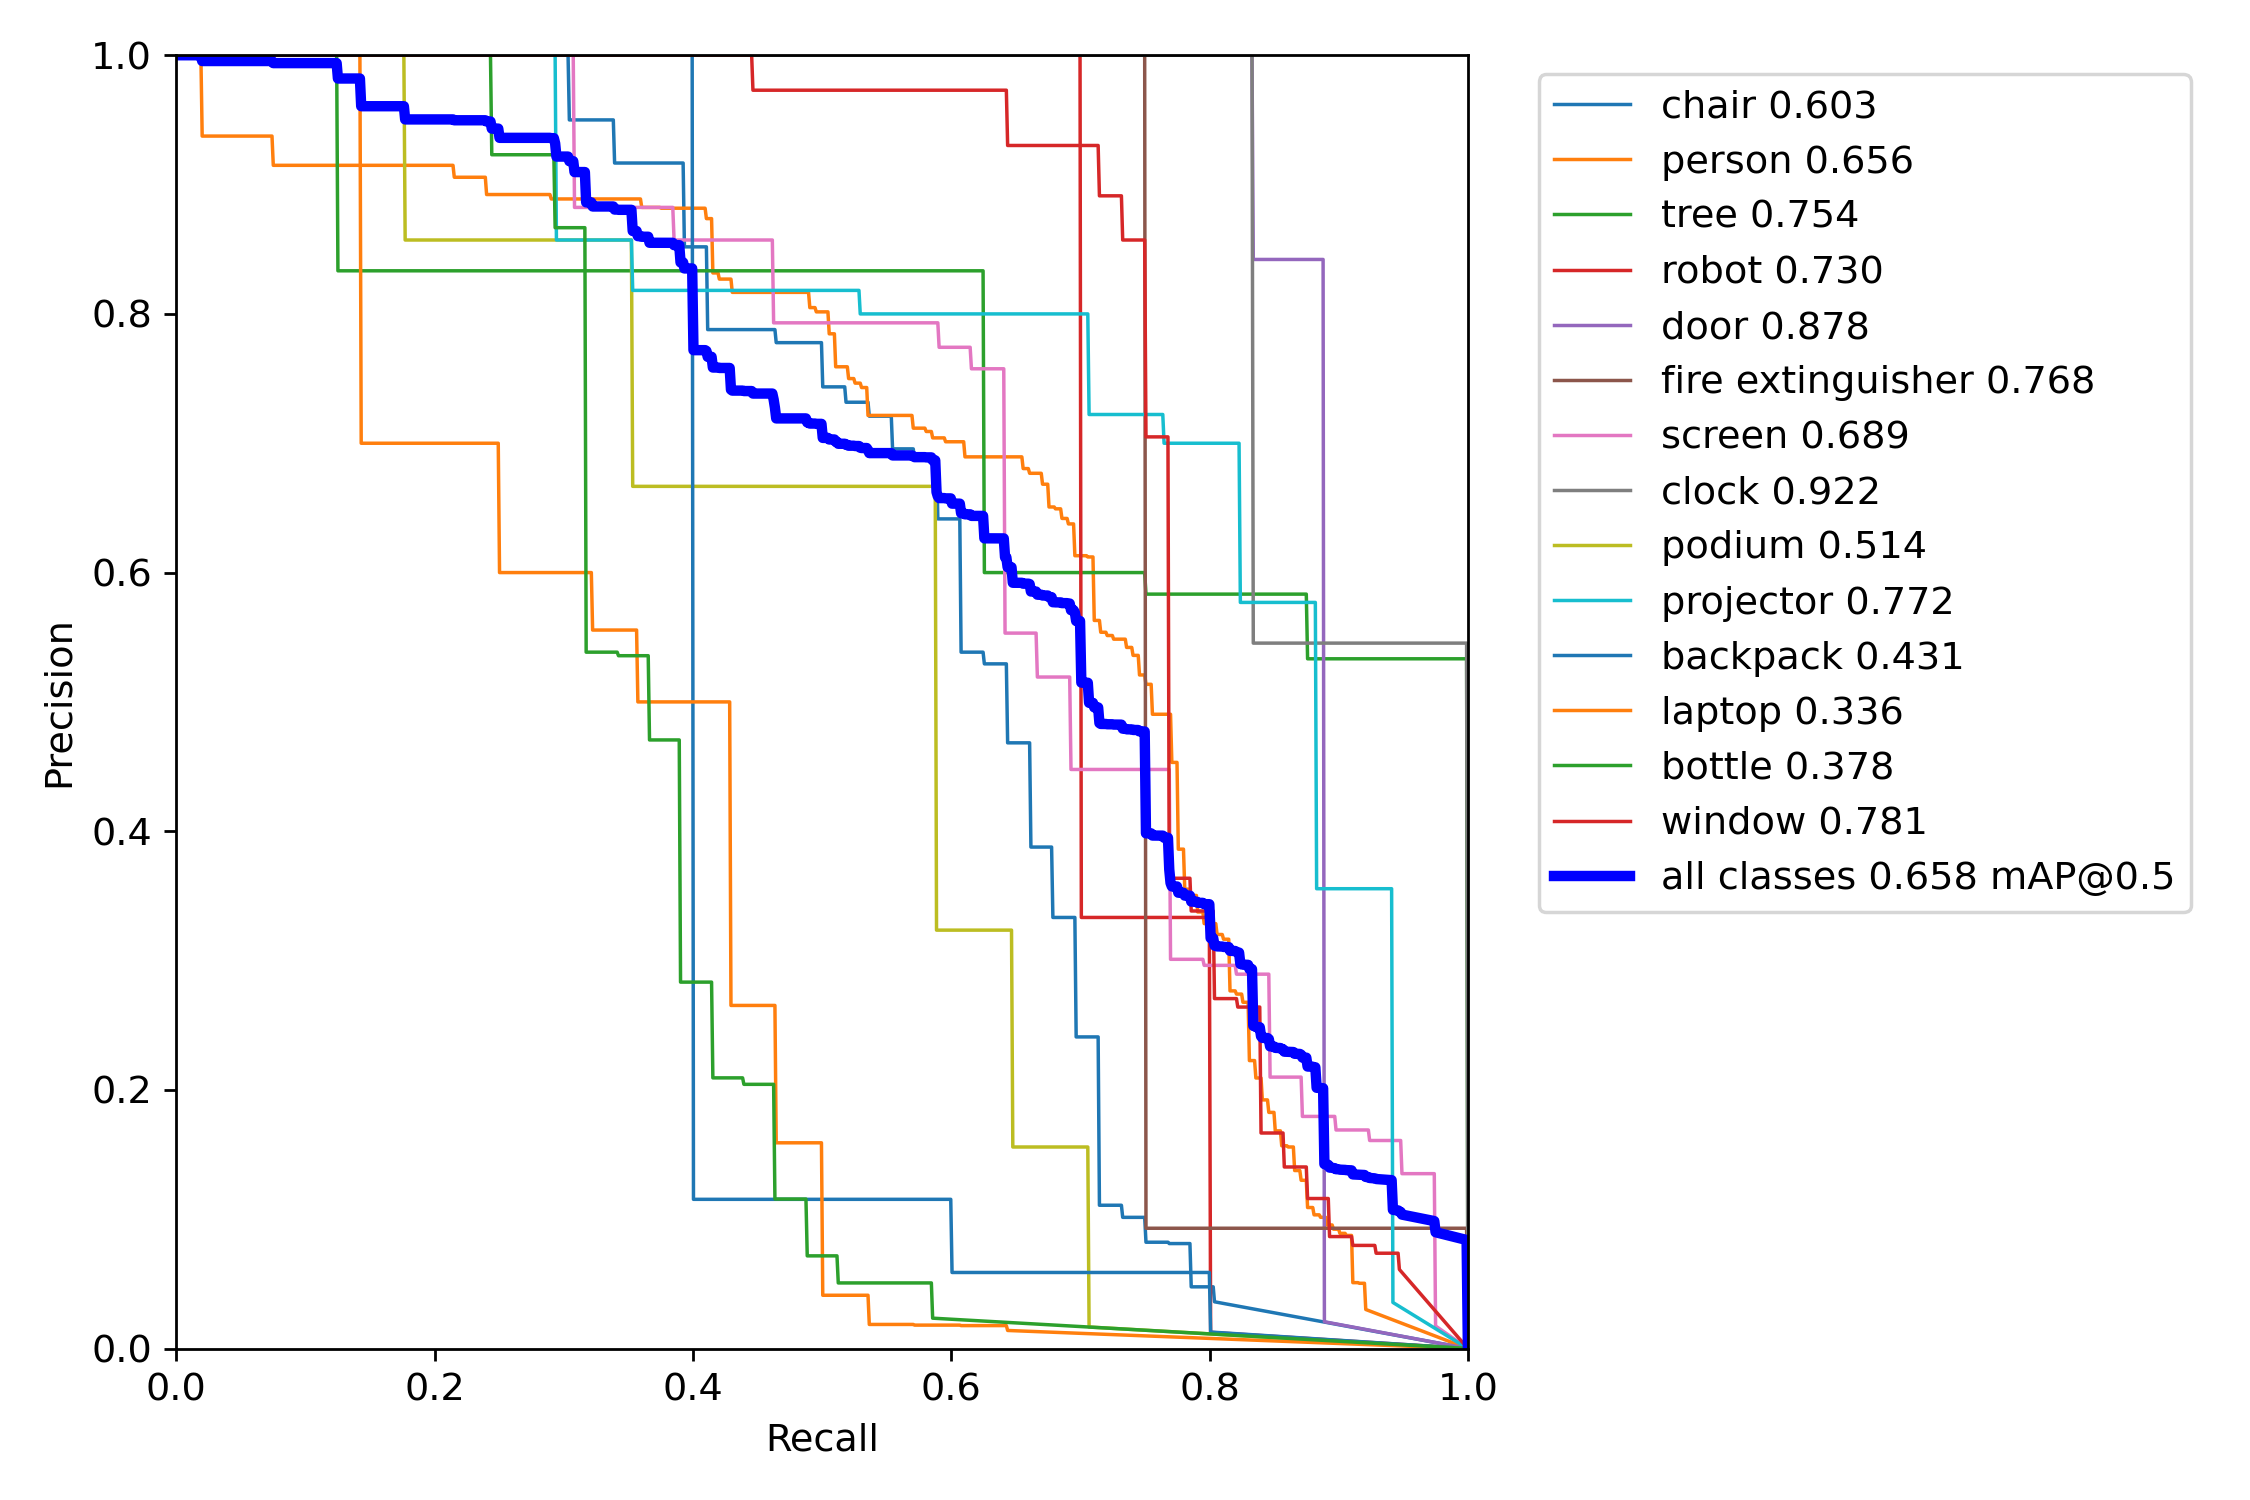 1.0
0.8
0.6
0.4
0.2
0.0
Precision
0.0 0.2 0.4 0.6 0.8 1.0
Recall
chair 0.603
person 0.656
tree 0.754
robot 0.730
door 0.878
fire extinguisher 0.768
screen 0.689
clock 0.922
podium 0.514
projector 0.772
backpack 0.431
laptop 0.336
bottle 0.378
window 0.781
all classes 0.658 mAP@0.5